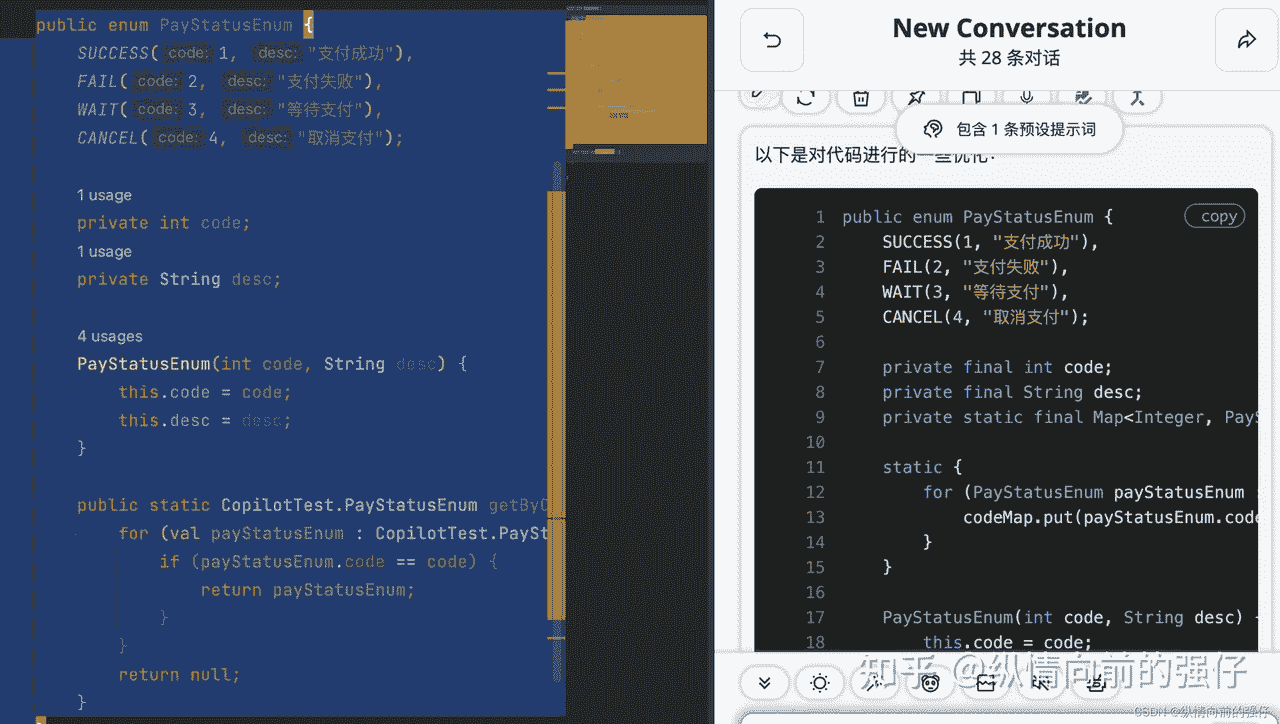 public enum PayStatusEnum {
SUCCESS( code: 1, desc: "支付成功"),
FAIL( code: 2, desc: "支付失败"),
WAIT( code: 3, desc: "等待支付"),
CANCEL( code: 4, desc: "取消支付");
1 usage
private int code;
1 usage
private String desc;
4 usages
PayStatusEnum(int code, String desc) {
this.code = code;
this.desc = desc;
}
public static CopilotTest.PayStatusEnum getByC
for (val payStatusEnum : CopilotTest.PaySt
if (payStatusEnum.code == code) {
return payStatusEnum;
}
}
return null;
}
New Conversation
共 28 条对话
包含 1 条预设提示词
以下是对代码进行的一些优化：
copy
1 public enum PayStatusEnum {
2 SUCCESS(1, "支付成功"),
3 FAIL(2, "支付失败"),
4 WAIT(3, "等待支付"),
5 CANCEL(4, "取消支付");
6
7 private final int code;
8 private final String desc;
9 private static final Map<Integer, PayS
10
11 static {
12 for (PayStatusEnum payStatusEnum :
13 codeMap.put(payStatusEnum.code
14 }
15 }
16
17 PayStatusEnum(int code, String desc) {
18 this.code = code;
知乎 @纵情向前的强仔
CSDN @纵情向前的强仔